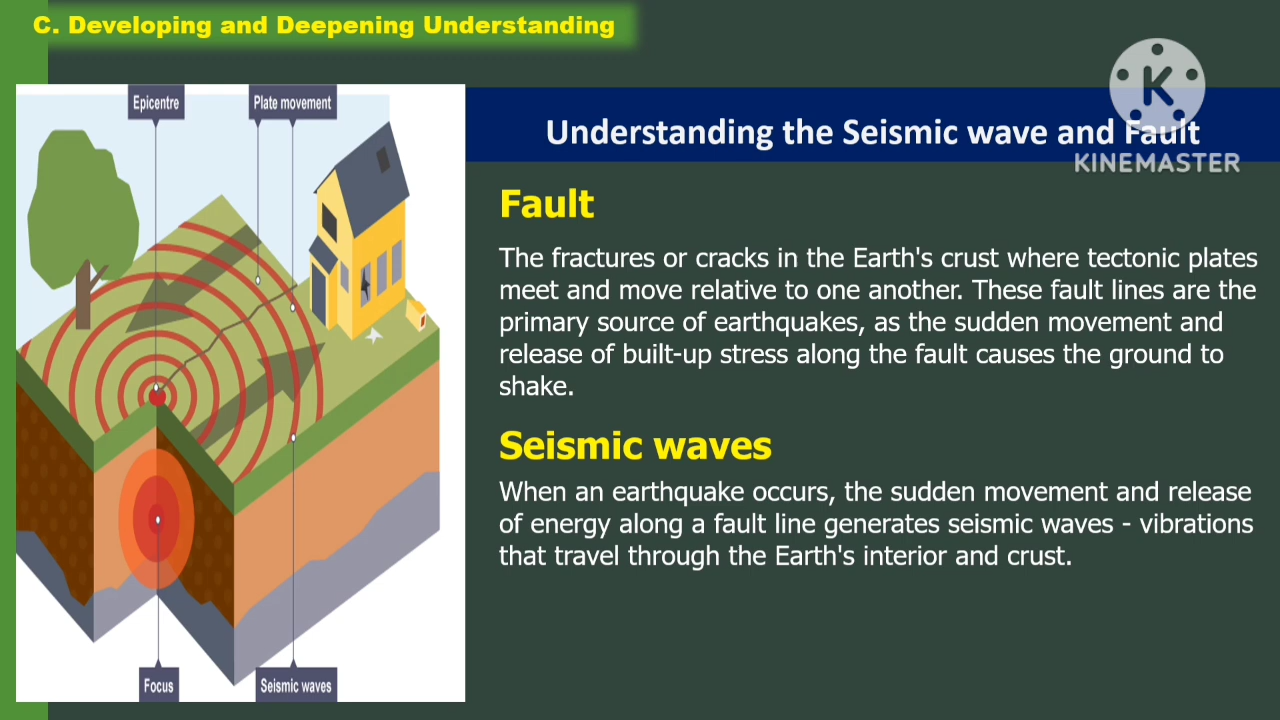 C. Developing and Deepening Understanding
Epicentre
Plate movement
Focus
Seismic waves
K
KINEMASTER
Understanding the Seismic wave and Fault
Fault
The fractures or cracks in the Earth's crust where tectonic plates
meet and move relative to one another. These fault lines are the
primary source of earthquakes, as the sudden movement and
release of built-up stress along the fault causes the ground to
shake.
Seismic waves
When an earthquake occurs, the sudden movement and release
of energy along a fault line generates seismic waves - vibrations
that travel through the Earth's interior and crust.